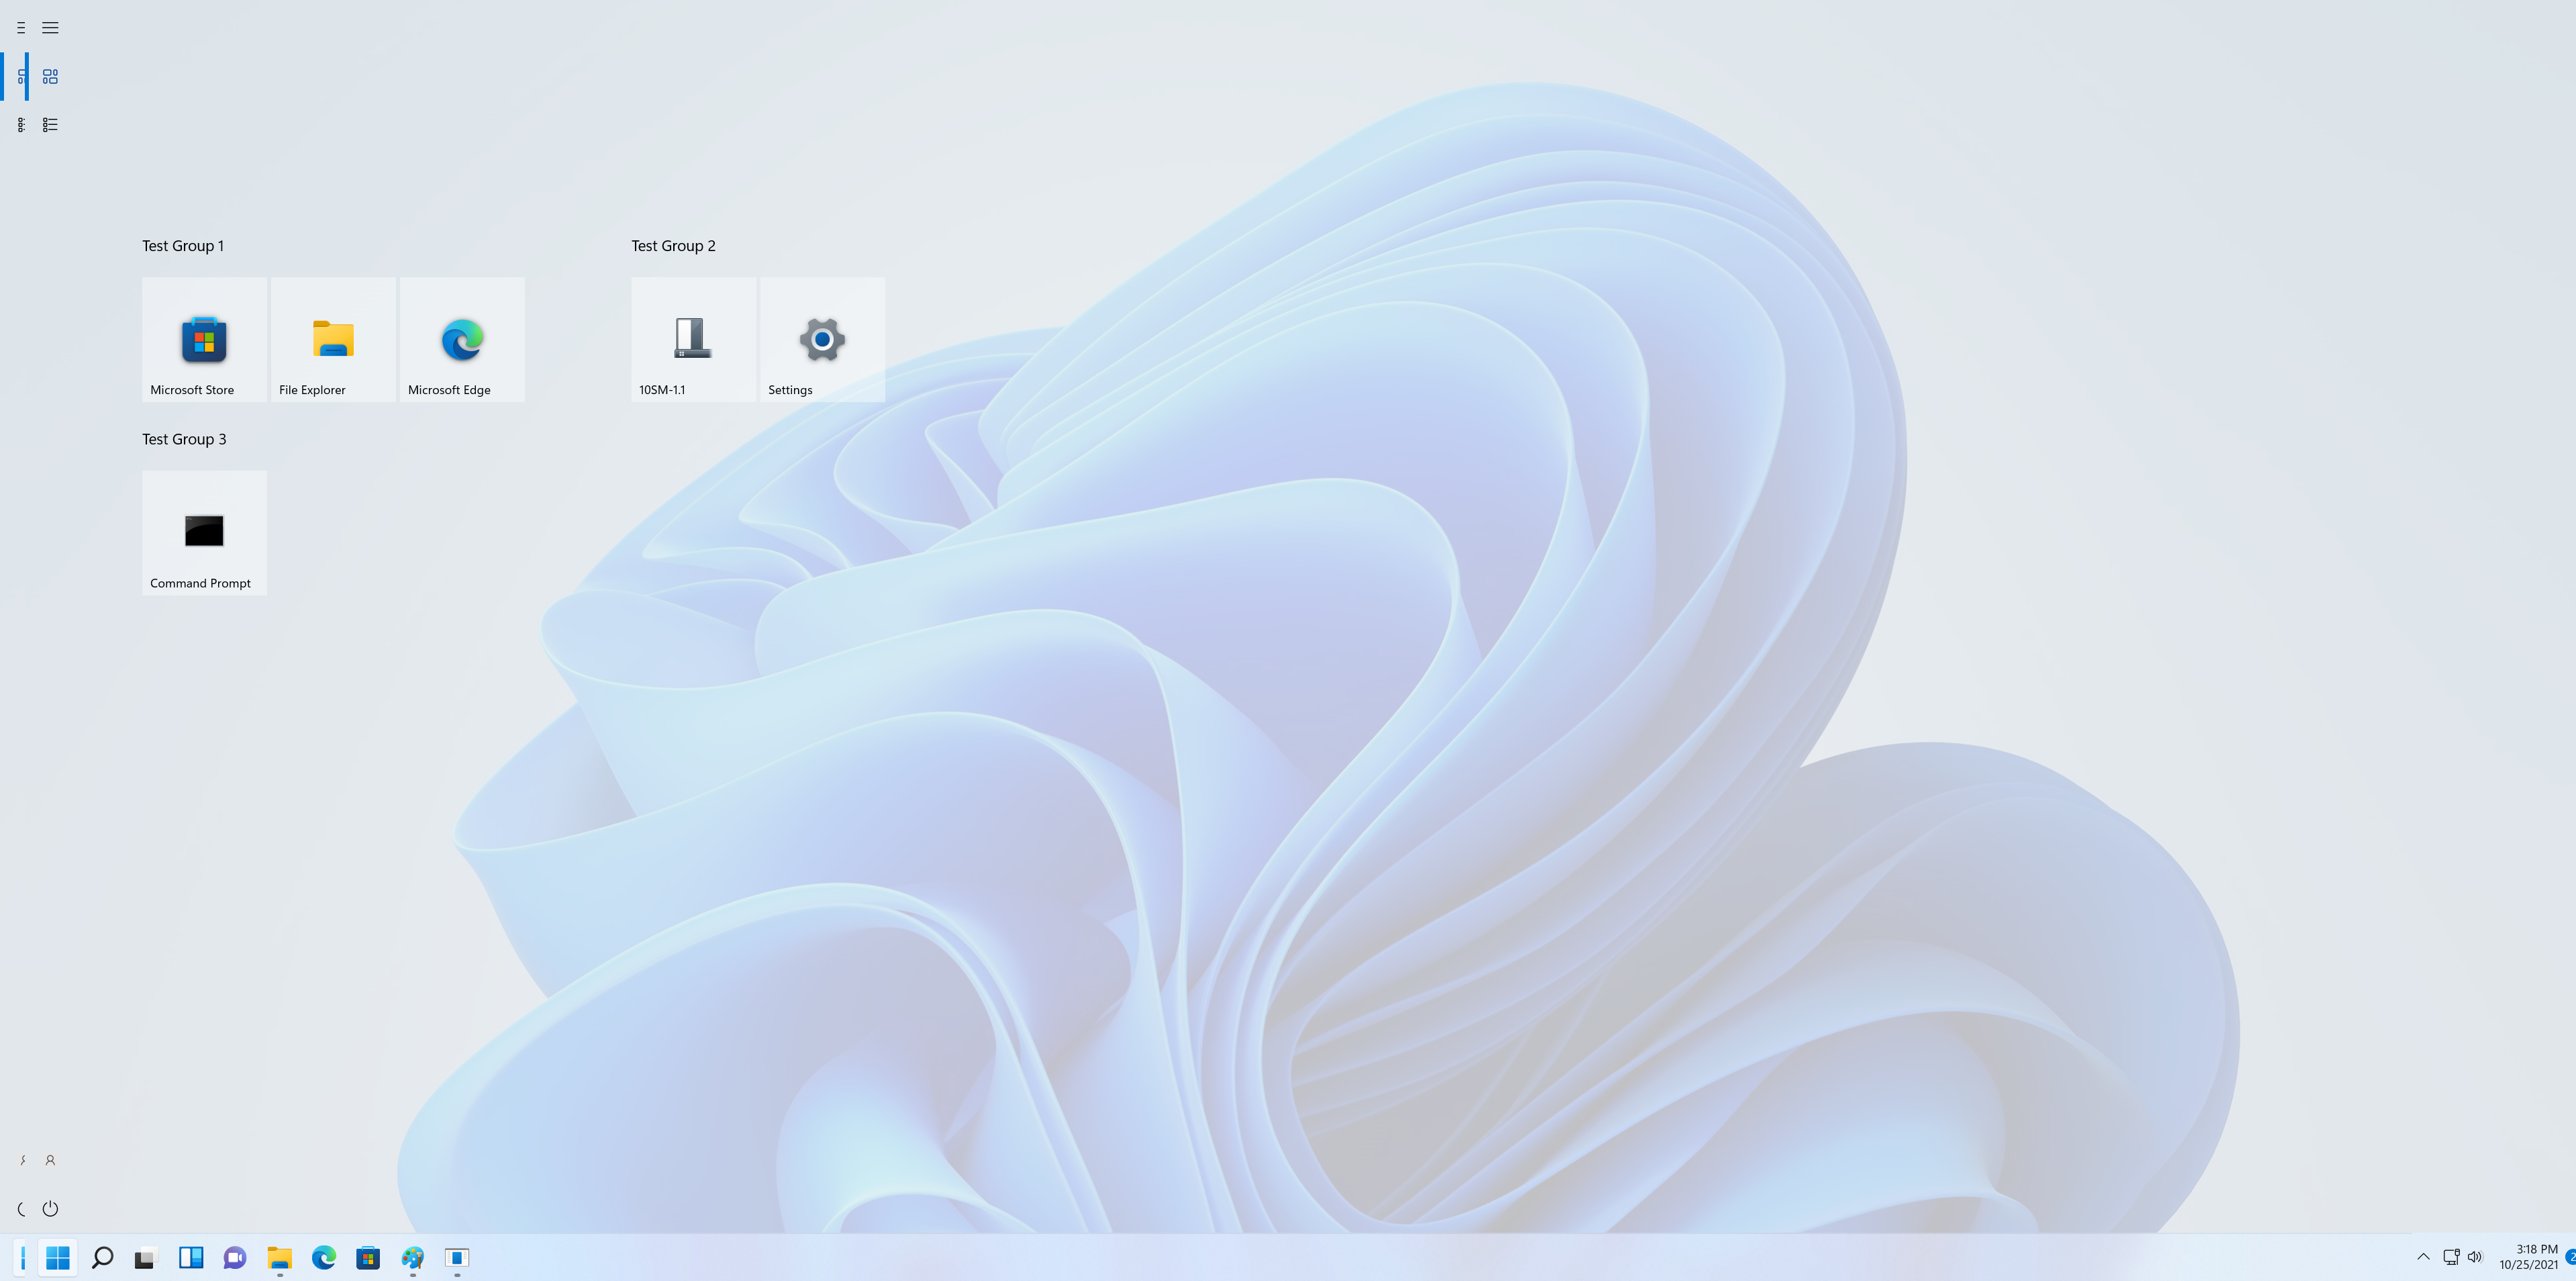 Test Group 1
Test Group 2
Microsoft Store
File Explorer
Microsoft Edge
10SM-1.1
Settings
Test Group 3
Command Prompt
3:18 PM
10/25/2021
2